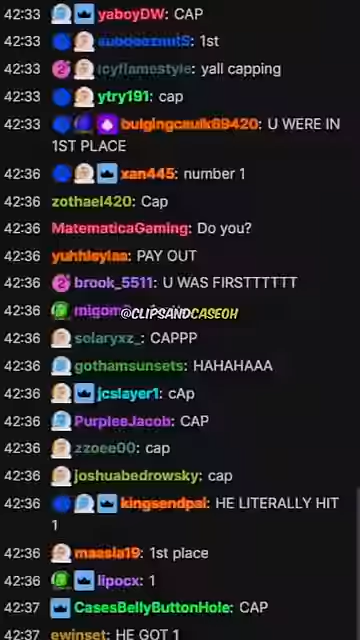 42:33 yaboyDW: CAP
42:33 1st
42:33 icyflamestyle: yall capping
42:33 ytry191: cap
42:33 bulgingcaulk69420: U WERE IN
1ST PLACE
42:36 xan445: number 1
zothael420: Cap
42:36 MatematicaGaming: Do you?
42:36 yuhhlsylaa: PAY OUT
42:36 brook_5511: U WAS FIRSTTTTTT
42:36 @CLIPSANDCASEOH
42:36 solaryxz_: CAPPP
42:36 gothamsunsets: HAHAHAAA
42:36 jcslayer1: cAp
42:36 PurpleeJacob: CAP
42:36 zzoee00: cap
42:36 joshuabedrowsky: cap
42:36 kingsendpai: HE LITERALLY HIT
1
42:36 maasla19: 1st place
42:36 lipocx: 1
42:37 CasesBellyButtonHole: CAP
42:37 ewinset: HE GOT 1